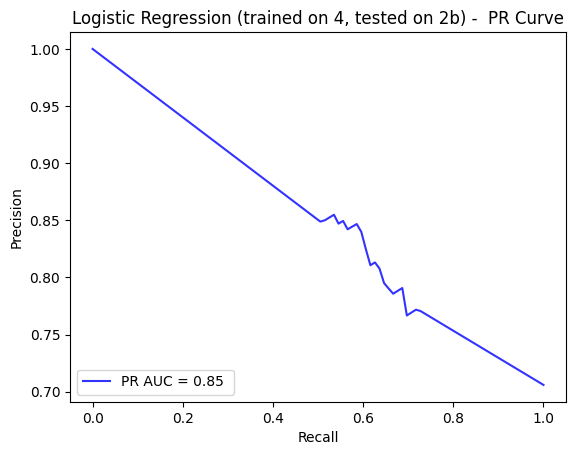 Logistic Regression (trained on 4, tested on 2b) -  PR Curve
1.00
0.95
0.90
0.85
0.80
0.75
0.70
Precision
PR AUC = 0.85
0.0 0.2 0.4 0.6 0.8 1.0
Recall